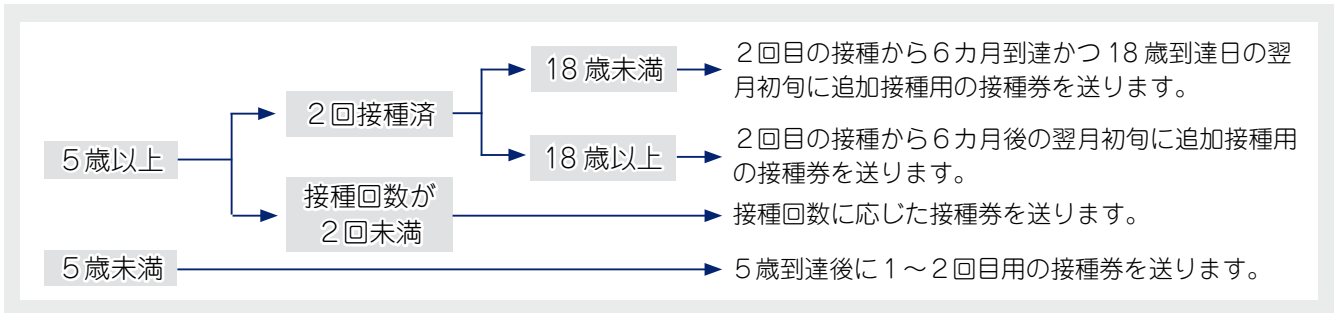 5歳以上
2回接種済
18歳未満
2回目の接種から6カ月到達かつ18歳到達日の翌
月初旬に追加接種用の接種券を送ります。
18歳以上
2回目の接種から6カ月後の翌月初旬に追加接種用
の接種券を送ります。
接種回数が
2回未満
接種回数に応じた接種券を送ります。
5歳未満
5歳到達後に1~2回目用の接種券を送ります。